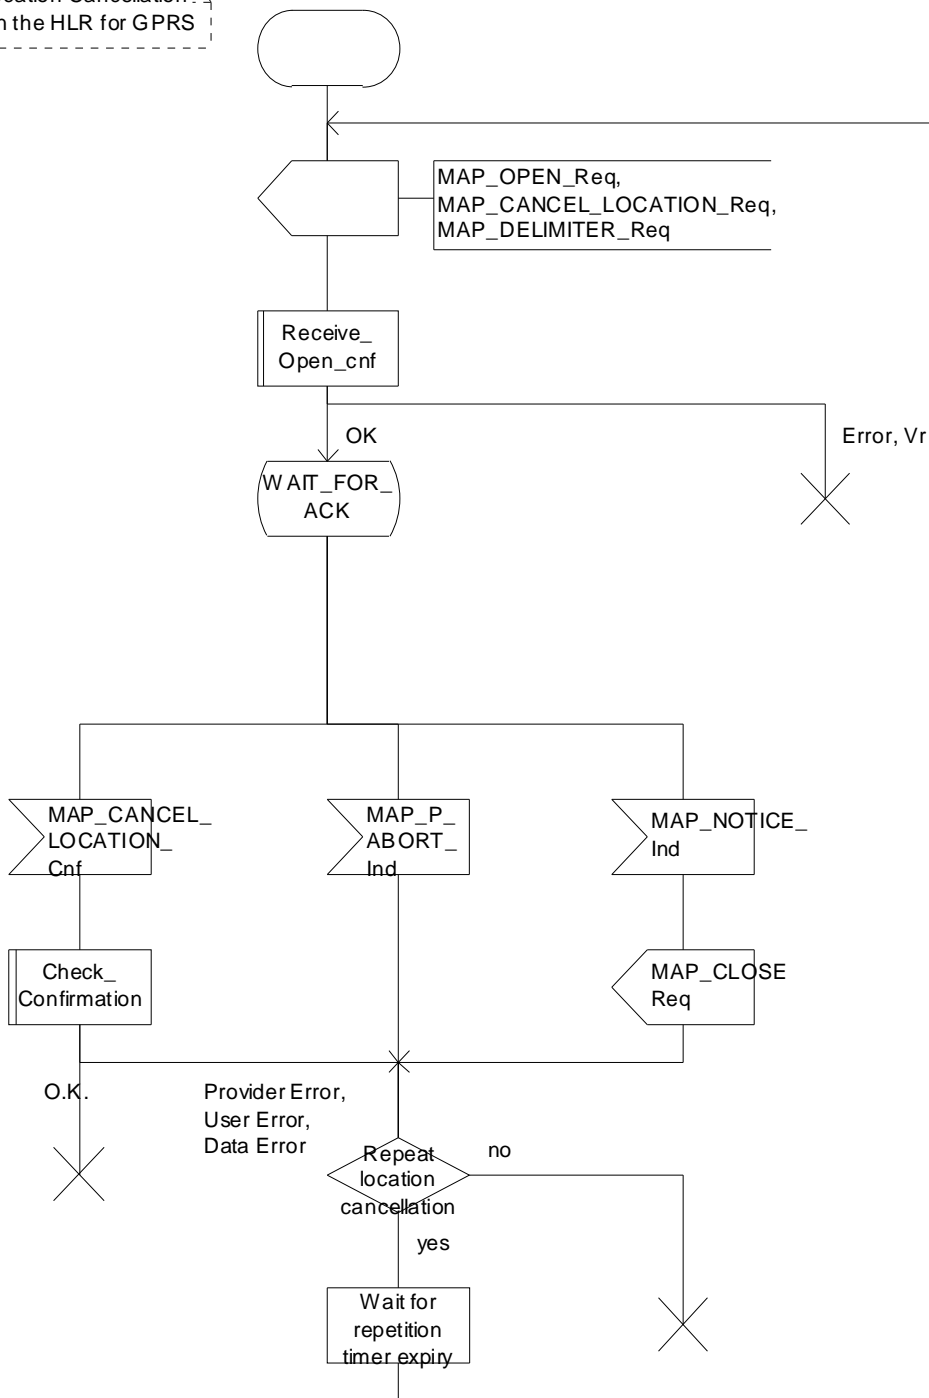 n the HLR for GPRS
MAP_OPEN_Req,
MAP_CANCEL_LOCATION_Req,
MAP_DELIMITER_Req
Receive_
Open_cnf
OK
Error, Vr
WAIT_FOR_
ACK
MAP_CANCEL_
LOCATION_
Cnf
MAP_P_
ABORT_
Ind
MAP_NOTICE_
Ind
Check_
Confirmation
MAP_CLOSE
Req
O.K.
Provider Error,
User Error,
Data Error
Repeat
location
cancellation
no
yes
Wait for
repetition
timer expiry